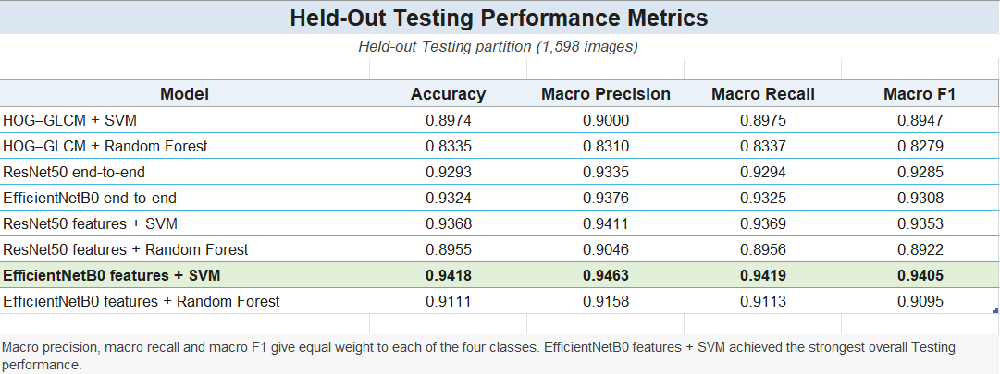 Held-Out Testing Performance Metrics
Held-out Testing partition (1,598 images)
Model Accuracy Macro Precision Macro Recall Macro F1
HOG–GLCM + SVM 0.8974 0.9000 0.8975 0.8947
HOG–GLCM + Random Forest 0.8335 0.8310 0.8337 0.8279
ResNet50 end-to-end 0.9293 0.9335 0.9294 0.9285
EfficientNetB0 end-to-end 0.9324 0.9376 0.9325 0.9308
ResNet50 features + SVM 0.9368 0.9411 0.9369 0.9353
ResNet50 features + Random Forest 0.8955 0.9046 0.8956 0.8922
EfficientNetB0 features + SVM 0.9418 0.9463 0.9419 0.9405
EfficientNetB0 features + Random Forest 0.9111 0.9158 0.9113 0.9095
Macro precision, macro recall and macro F1 give equal weight to each of the four classes. EfficientNetB0 features + SVM achieved the strongest overall Testing
performance.